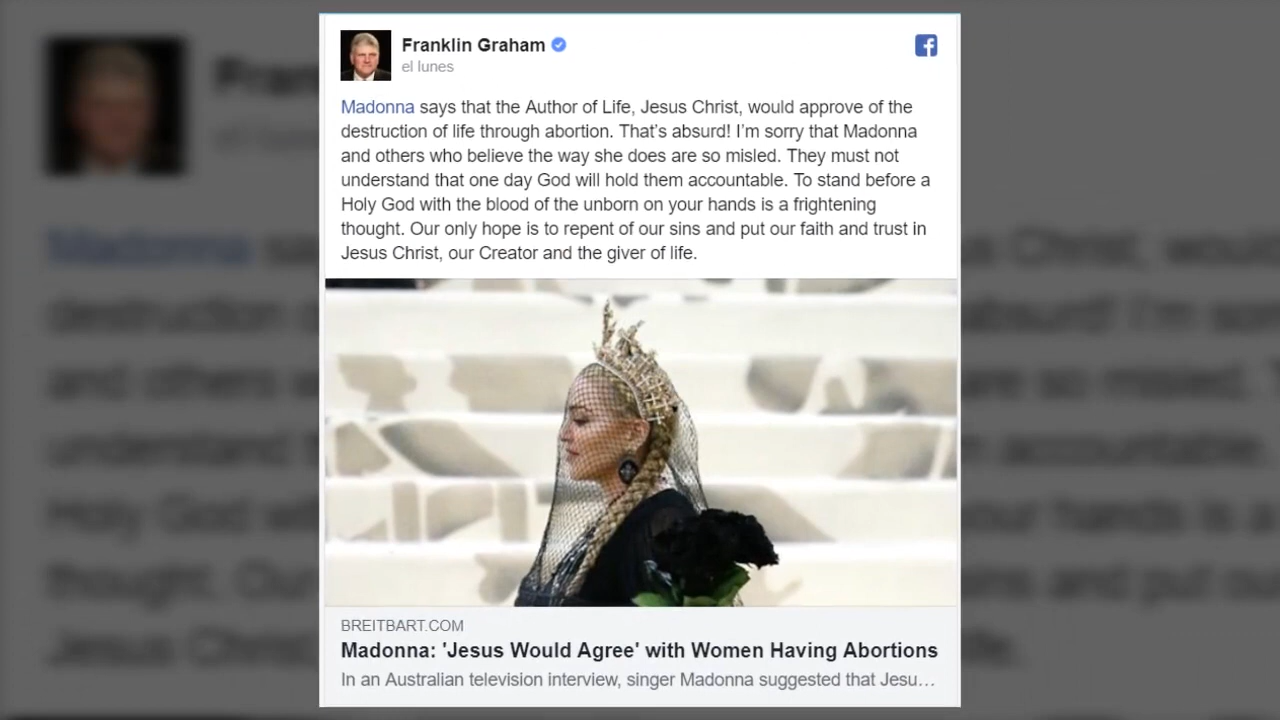 Franklin Graham
el lunes
Madonna says that the Author of Life, Jesus Christ, would approve of the
destruction of life through abortion. That's absurd! I'm sorry that Madonna
and others who believe the way she does are so misled. They must not
understand that one day God will hold them accountable. To stand before a
Holy God with the blood of the unborn on your hands is a frightening
thought. Our only hope is to repent of our sins and put our faith and trust in
Jesus Christ, our Creator and the giver of life.
BREITBART.COM
Madonna: 'Jesus Would Agree' with Women Having Abortions
In an Australian television interview, singer Madonna suggested that Jesu…